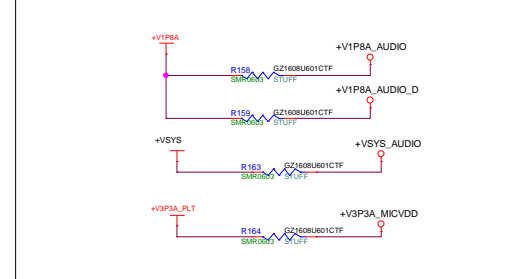 +V1P8A
+V1P8A_AUDIO
R158
GZ1608U601CTF
SMR0603
STUFF
+V1P8A_AUDIO_D
R159
GZ1608U601CTF
SMR0603
STUFF
+VSYS
+VSYS_AUDIO
R163
GZ1608U601CTF
SMR0603
STUFF
+V3P3A_PLT
+V3P3A_MICVDD
R164
GZ1608U601CTF
SMR0603
STUFF